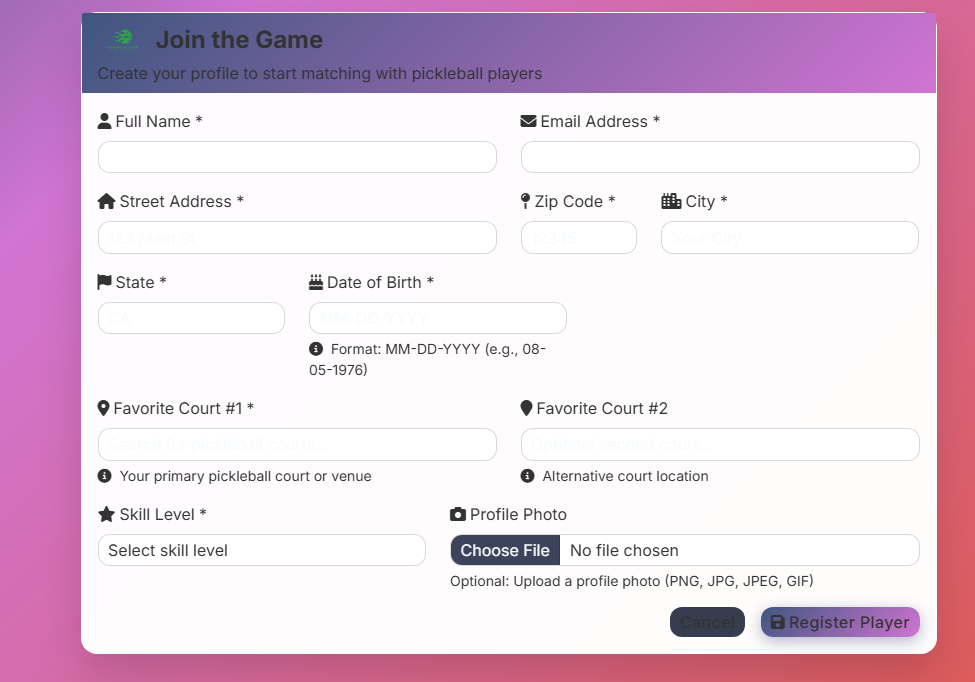 Join the Game
Create your profile to start matching with pickleball players
Full Name *
Email Address *
Street Address *
Zip Code *
City *
123 Main St
12345
Your City
State *
Date of Birth *
CA
MM-DD-YYYY
Format: MM-DD-YYYY (e.g., 08-
05-1976)
Favorite Court #1 *
Favorite Court #2
Search for pickleball courts...
Optional second court...
Your primary pickleball court or venue
Alternative court location
Skill Level *
Profile Photo
Select skill level
Choose File
No file chosen
Optional: Upload a profile photo (PNG, JPG, JPEG, GIF)
Cancel
Register Player